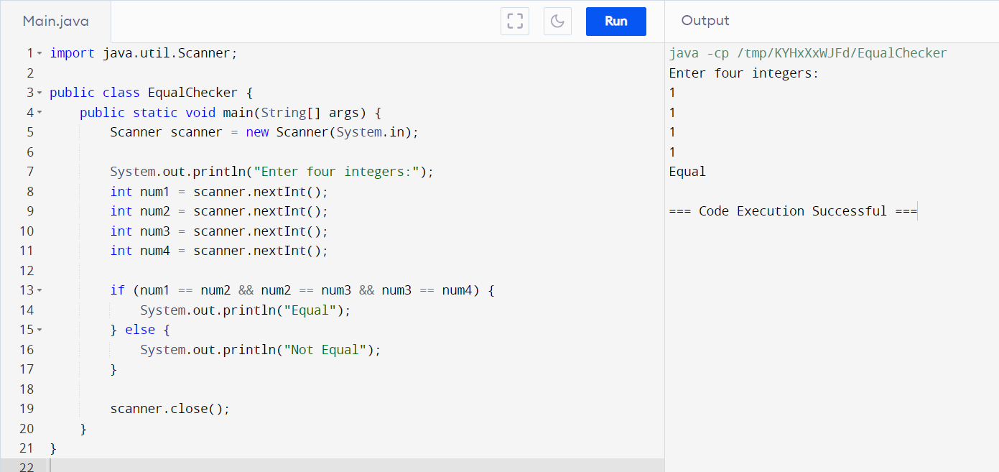 Main.java
Run
Output
1 import java.util.Scanner;
2
3 public class EqualChecker {
4     public static void main(String[] args) {
5         Scanner scanner = new Scanner(System.in);
6
7         System.out.println("Enter four integers:");
8         int num1 = scanner.nextInt();
9         int num2 = scanner.nextInt();
10         int num3 = scanner.nextInt();
11         int num4 = scanner.nextInt();
12
13         if (num1 == num2 && num2 == num3 && num3 == num4) {
14             System.out.println("Equal");
15         } else {
16             System.out.println("Not Equal");
17         }
18
19         scanner.close();
20     }
21 }
22
java -cp /tmp/KYHxXxWJFd/EqualChecker
Enter four integers:
1
1
1
1
Equal
=== Code Execution Successful ===